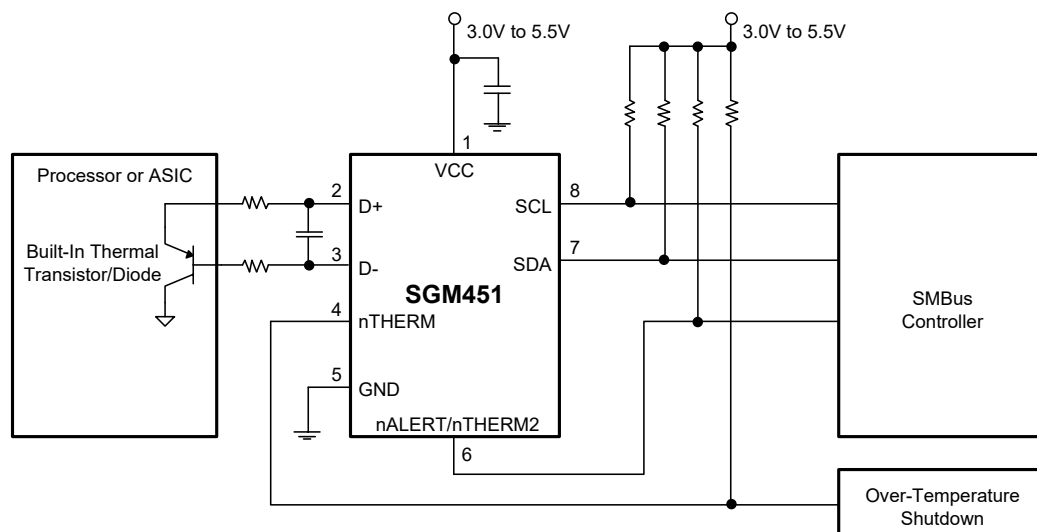 3.0V to 5.5V
3.0V to 5.5V
1
VCC
Processor or ASIC
Built-In Thermal
Transistor/Diode
2
D+
3
D-
SGM451
4
nTHERM
5
GND
nALERT/nTHERM2
6
SCL
8
SDA
7
SMBus
Controller
Over-Temperature
Shutdown